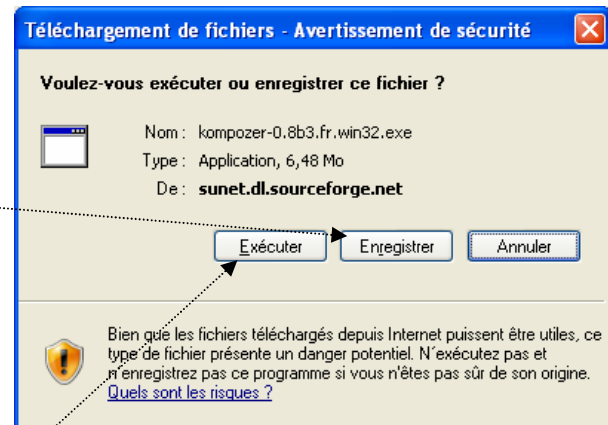 Téléchargement de fichiers - Avertissement de sécurité
Voulez-vous exécuter ou enregistrer ce fichier ?
Nom : kompozer-0.8b3.fr.win32.exe
Type : Application, 6,48 Mo
De : sunet.dl.sourceforge.net
Exécuter Enregistrer Annuler
Bien que les fichiers téléchargés depuis Internet puissent être utiles, ce
type de fichier présente un danger potentiel. N'exécutez pas et
n'enregistrez pas ce programme si vous n'êtes pas sûr de son origine.
Quels sont les risques ?